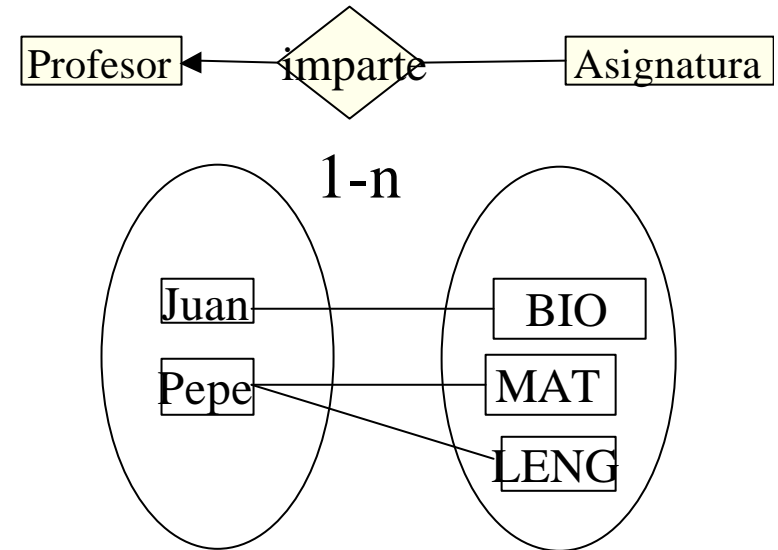 Profesor imparte Asignatura
1-n
Juan BIO
Pepe MAT
LENG